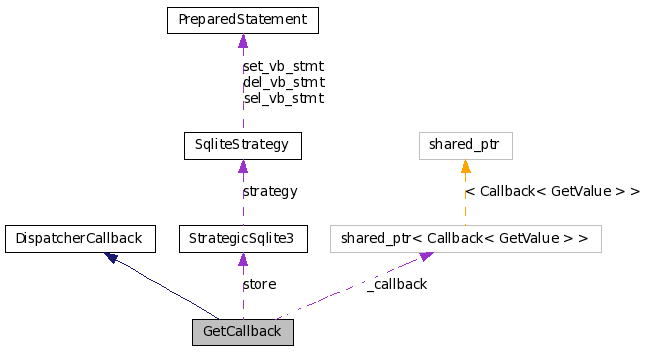 PreparedStatement
set_vb_stmt
del_vb_stmt
sel_vb_stmt
SqliteStrategy
shared_ptr
strategy
< Callback< GetValue > >
DispatcherCallback
StrategicSqlite3
shared_ptr< Callback< GetValue > >
store
_callback
GetCallback